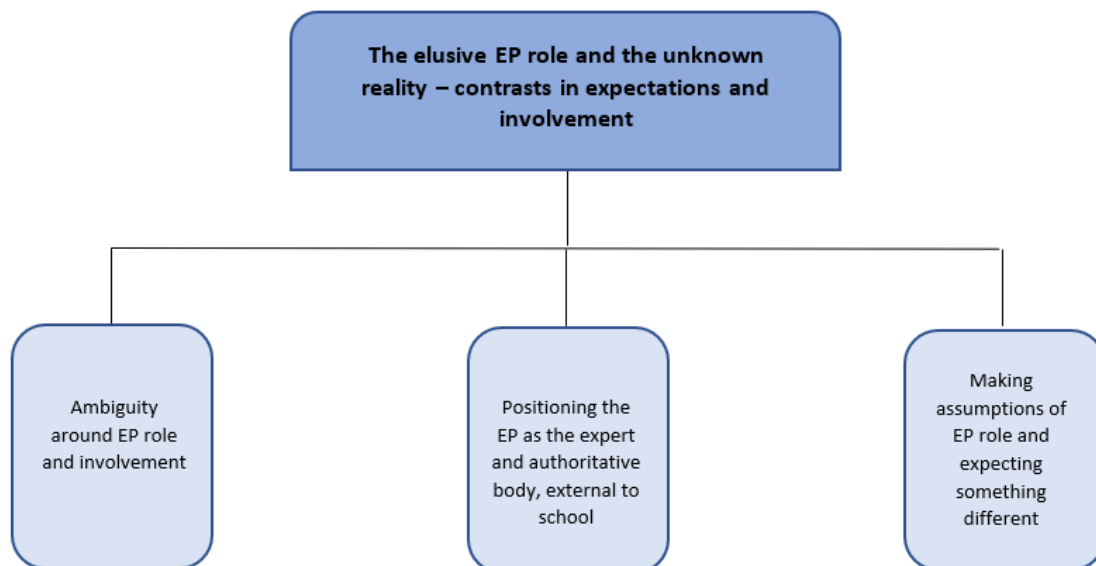 The elusive EP role and the unknown
reality – contrasts in expectations and
involvement
Ambiguity
around EP role
and involvement
Positioning the
EP as the expert
and authoritative
body, external to
school
Making
assumptions of
EP role and
expecting
something
different